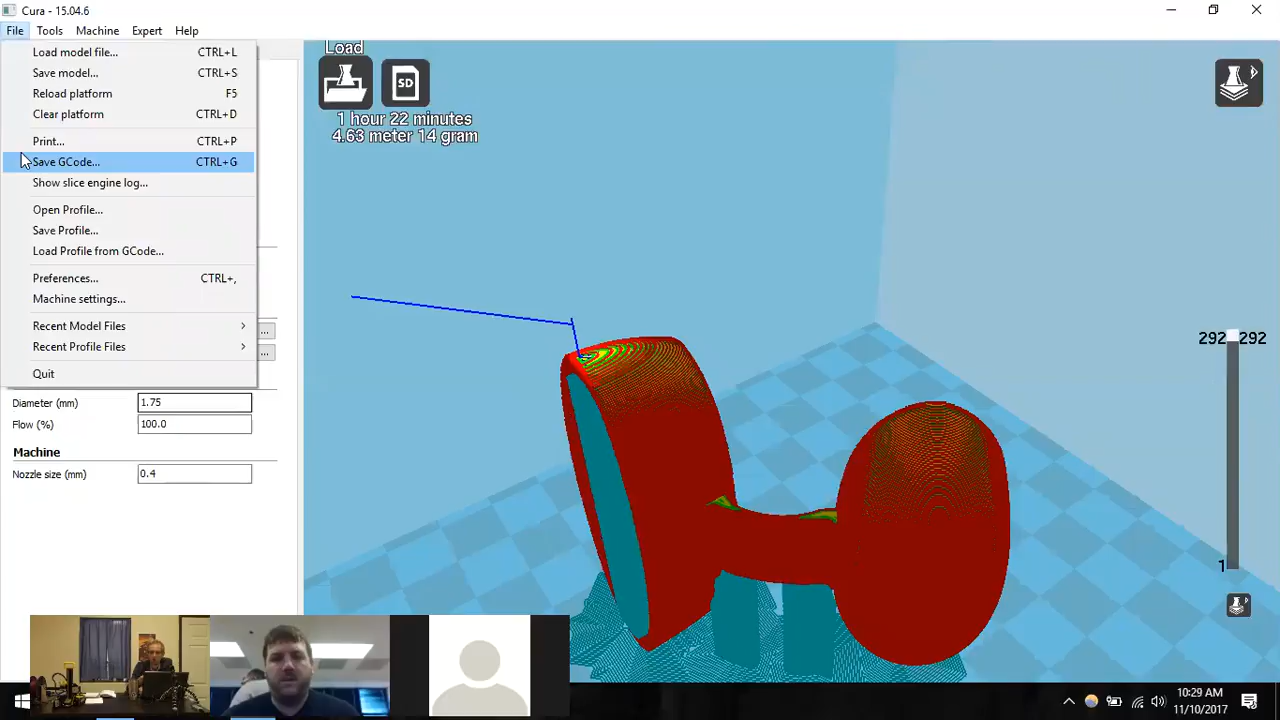 Cura - 15.04.6
File Tools Machine Expert Help
Load model file... CTRL+L
Save model... CTRL+S
Reload platform F5
Clear platform CTRL+D
Print... CTRL+P
Save GCode... CTRL+G
Show slice engine log...
Open Profile...
Save Profile...
Load Profile from GCode...
Preferences... CTRL+,
Machine settings...
Recent Model Files
Recent Profile Files
Quit
...
...
Diameter (mm) 1.75
Flow (%) 100.0
Machine
Nozzle size (mm) 0.4
Load
SD
1 hour 22 minutes
4.63 meter 14 gram
292 292
1
10:29 AM
11/10/2017